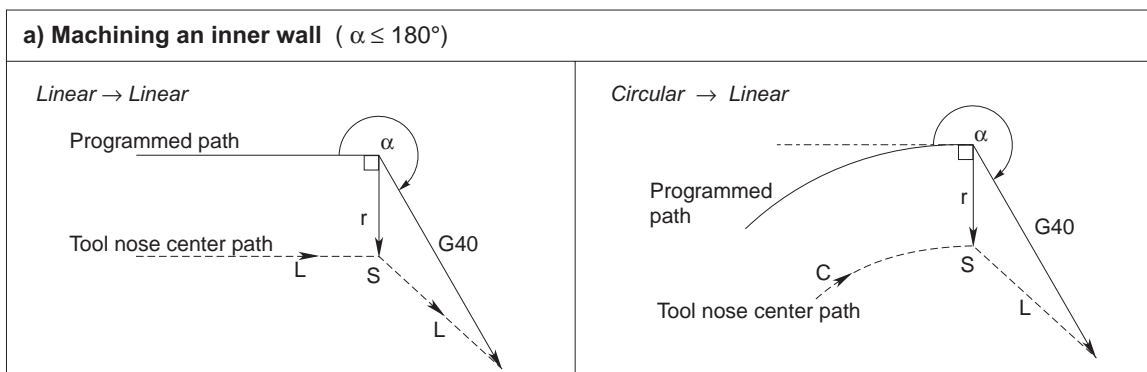 a) Machining an inner wall ( α ≤ 180°)
Linear → Linear
Programmed path
α
r
G40
Tool nose center path
L
S
L
Circular → Linear
α
Programmed
path
r
G40
S
C
L
Tool nose center path